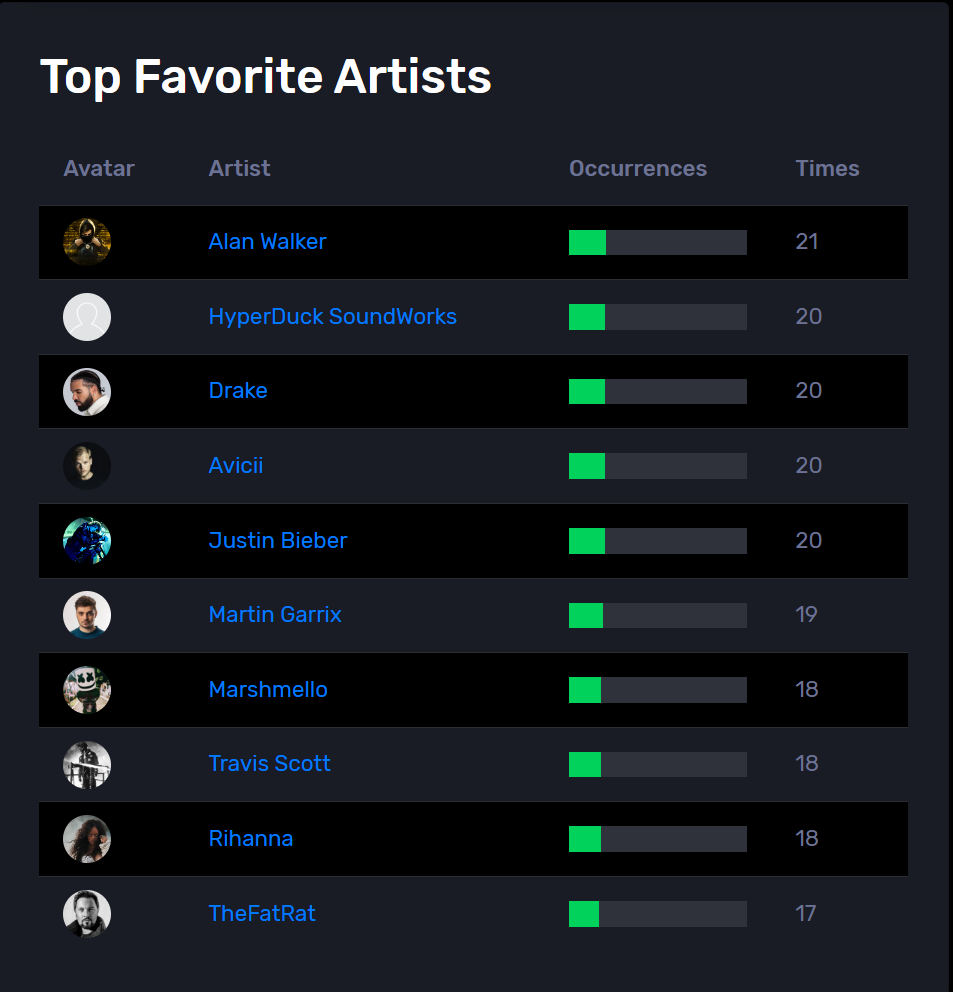 Top Favorite Artists
Avatar Artist Occurrences Times
Alan Walker 21
HyperDuck SoundWorks 20
Drake 20
Avicii 20
Justin Bieber 20
Martin Garrix 19
Marshmello 18
Travis Scott 18
Rihanna 18
TheFatRat 17